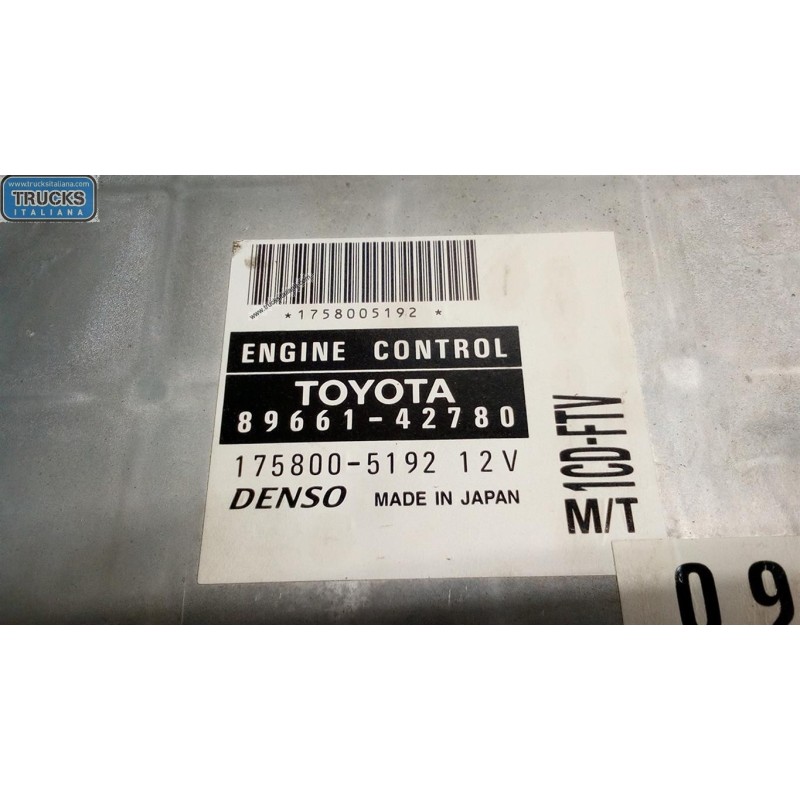 www.trucksitaliana.com
TRUCKS
ITALIANA
*1758005192 *
ENGINE CONTROL
TOYOTA
89661-42780
175800-5192 12V
DENSO MADE IN JAPAN
1CD-FTV
M/T
09